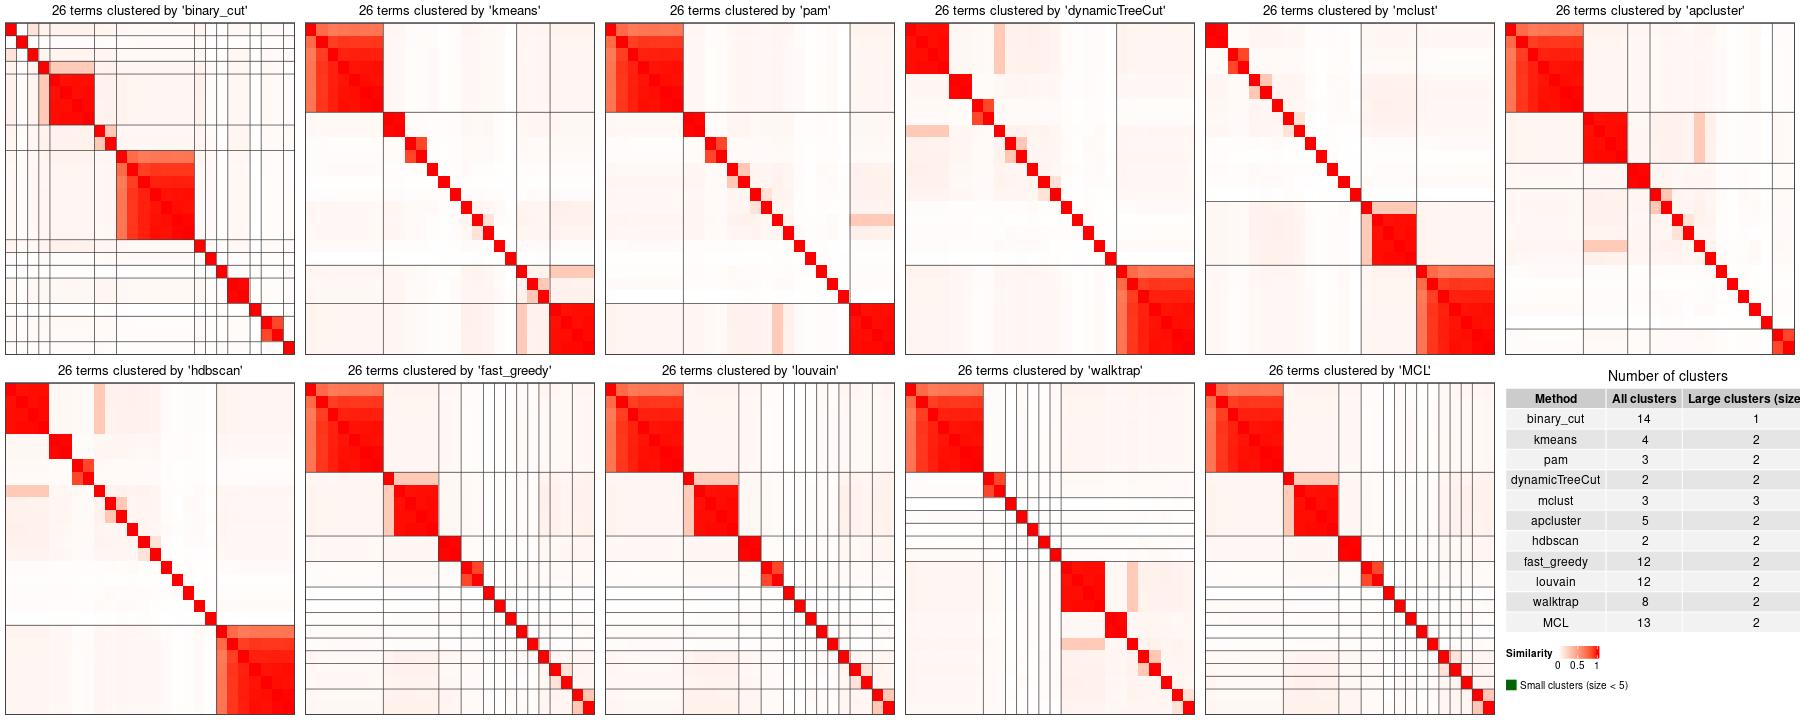 26 terms clustered by 'binary_cut'
26 terms clustered by 'kmeans'
26 terms clustered by 'pam'
26 terms clustered by 'dynamicTreeCut'
26 terms clustered by 'mclust'
26 terms clustered by 'apcluster'
26 terms clustered by 'hdbscan'
26 terms clustered by 'fast_greedy'
26 terms clustered by 'louvain'
26 terms clustered by 'walktrap'
26 terms clustered by 'MCL'
Number of clusters
Method All clusters Large clusters (size
binary_cut 14 1
kmeans 4 2
pam 3 2
dynamicTreeCut 2 2
mclust 3 3
apcluster 5 2
hdbscan 2 2
fast_greedy 12 2
louvain 12 2
walktrap 8 2
MCL 13 2
Similarity
0 0.5 1
Small clusters (size < 5)